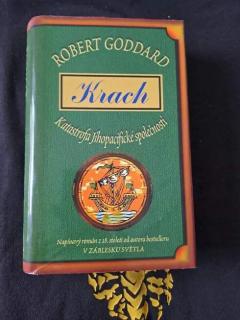 ROBERT GODDARD
Krach
Katastrofa Jihopacifické společnosti
Napínavý román z 18. století od autora bestselleru
V ZÁBLESKU SVĚTLA